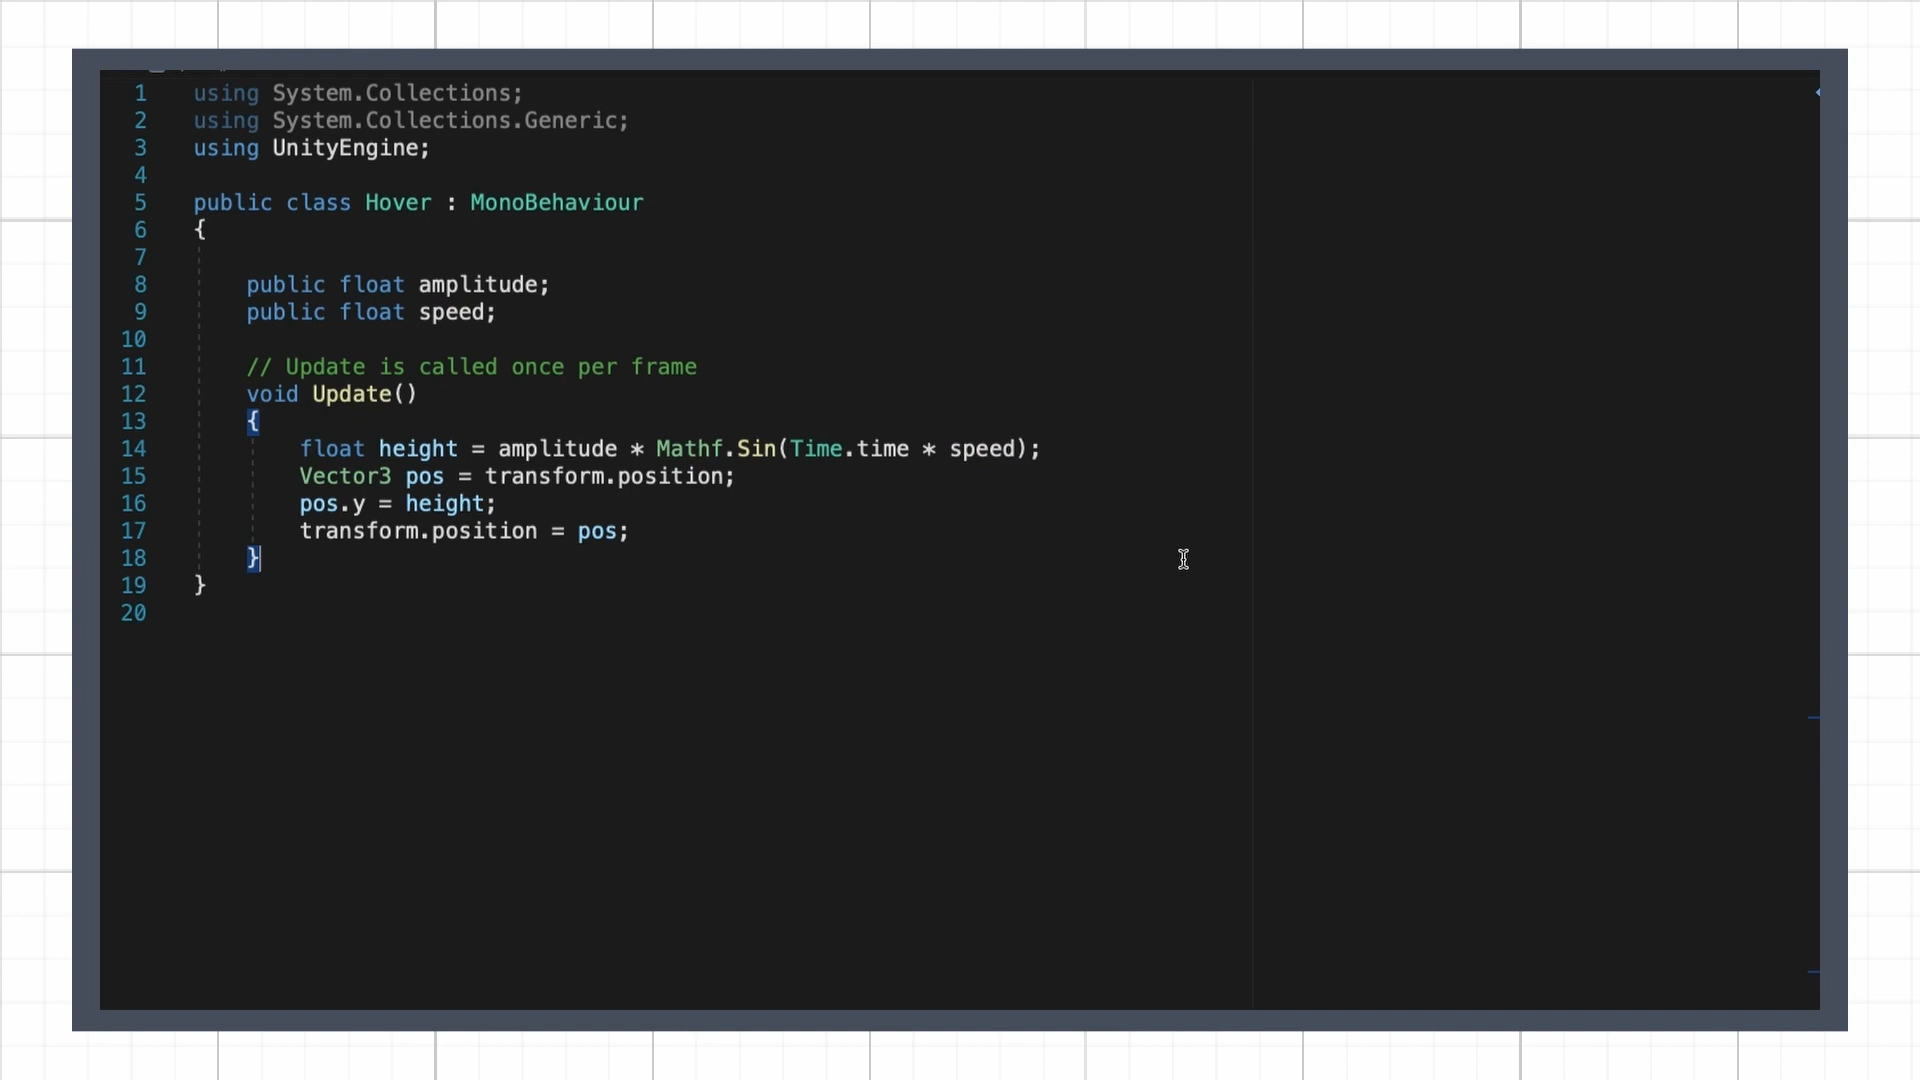 1 using System.Collections;
2 using System.Collections.Generic;
3 using UnityEngine;
4
5 public class Hover : MonoBehaviour
6 {
7
8 public float amplitude;
9 public float speed;
10
11 // Update is called once per frame
12 void Update()
13 {
14 float height = amplitude * Mathf.Sin(Time.time * speed);
15 Vector3 pos = transform.position;
16 pos.y = height;
17 transform.position = pos;
18 }
19 }
20